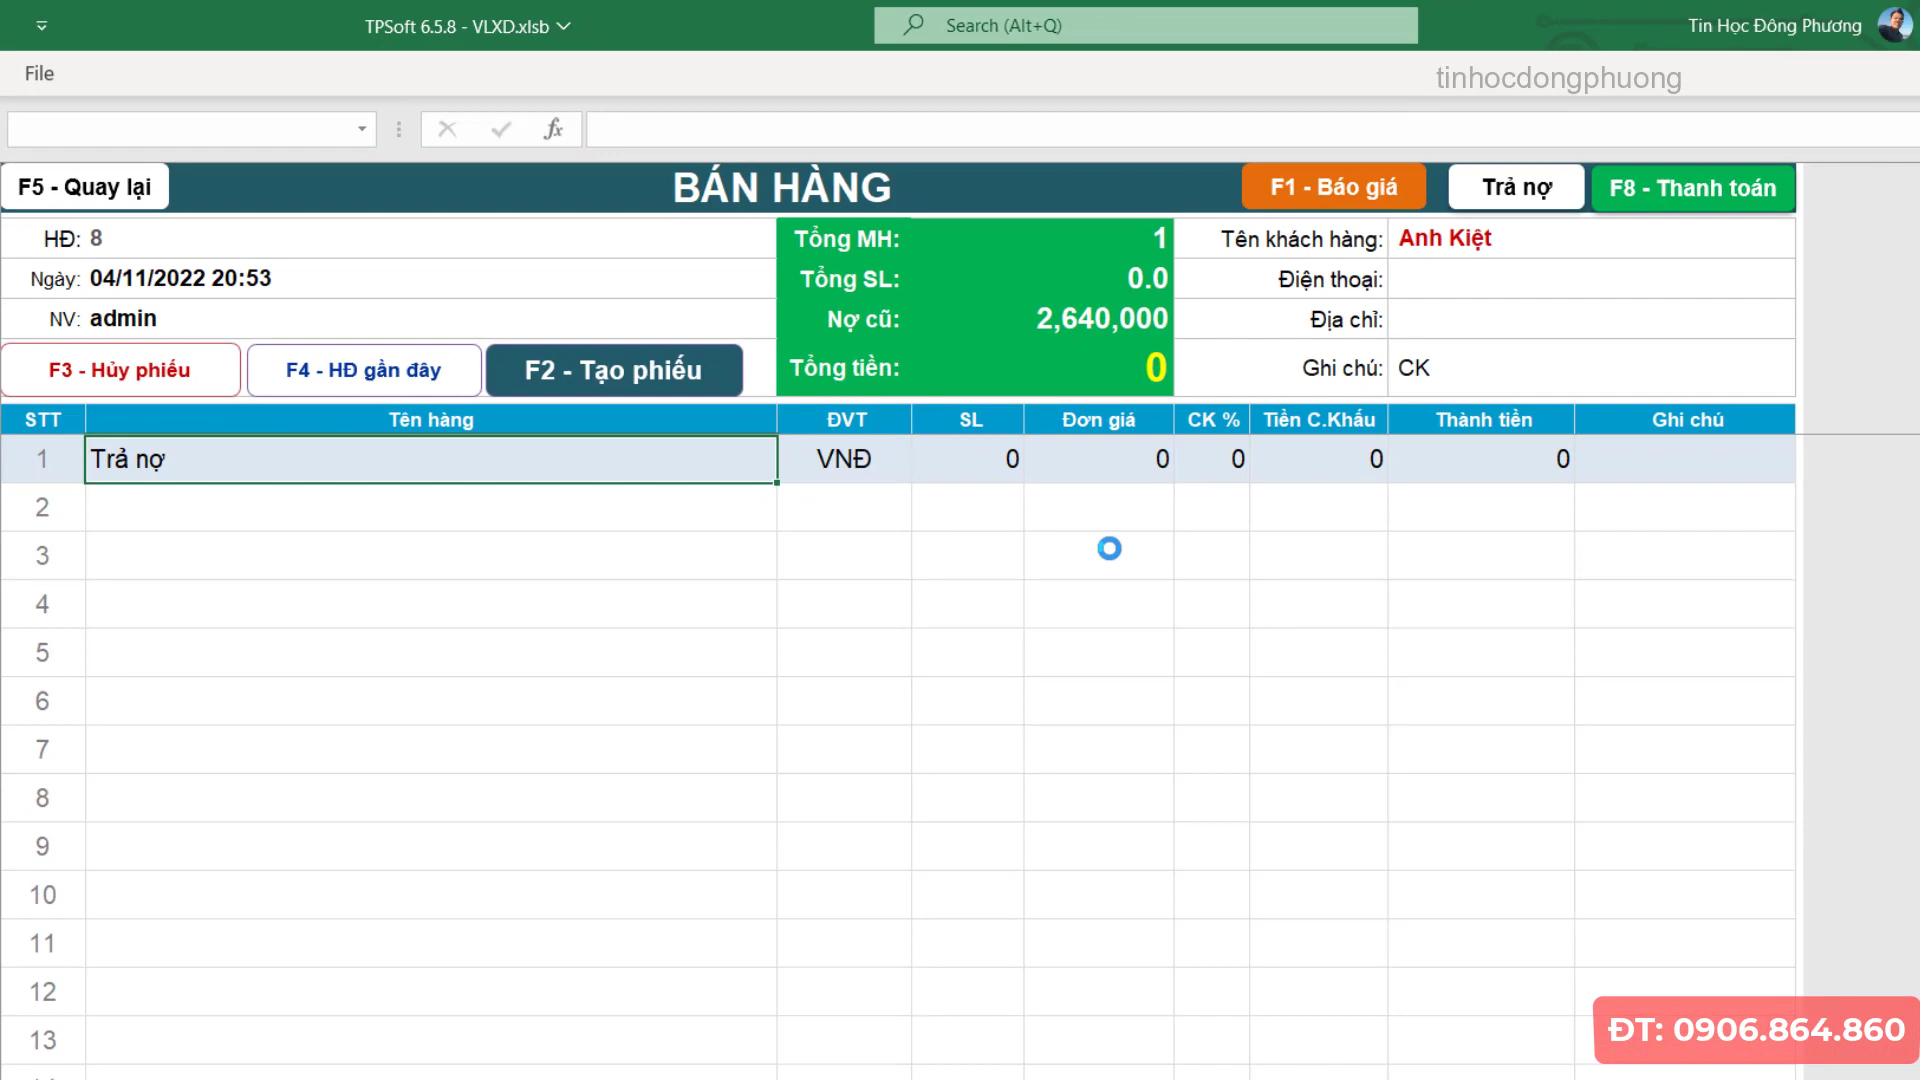 TPSoft 6.5.8 - VLXD.xlsb
Search (Alt+Q)
Tin Học Đông Phương
File
tinhocdongphuong
fx
F5 - Quay lại
BÁN HÀNG
F1 - Báo giá
Trả nợ
F8 - Thanh toán
HĐ: 8
Tổng MH: 1
Tên khách hàng: Anh Kiệt
Ngày: 04/11/2022 20:53
Tổng SL: 0.0
Điện thoại:
NV: admin
Nợ cũ: 2,640,000
Địa chỉ:
F3 - Hủy phiếu
F4 - HĐ gần đây
F2 - Tạo phiếu
Tổng tiền: 0
Ghi chú: CK
STT Tên hàng ĐVT SL Đơn giá CK % Tiền C.Khấu Thành tiền Ghi chú
1 Trả nợ VNĐ 0 0 0 0 0
2
3
4
5
6
7
8
9
10
11
12
13
ĐT: 0906.864.860